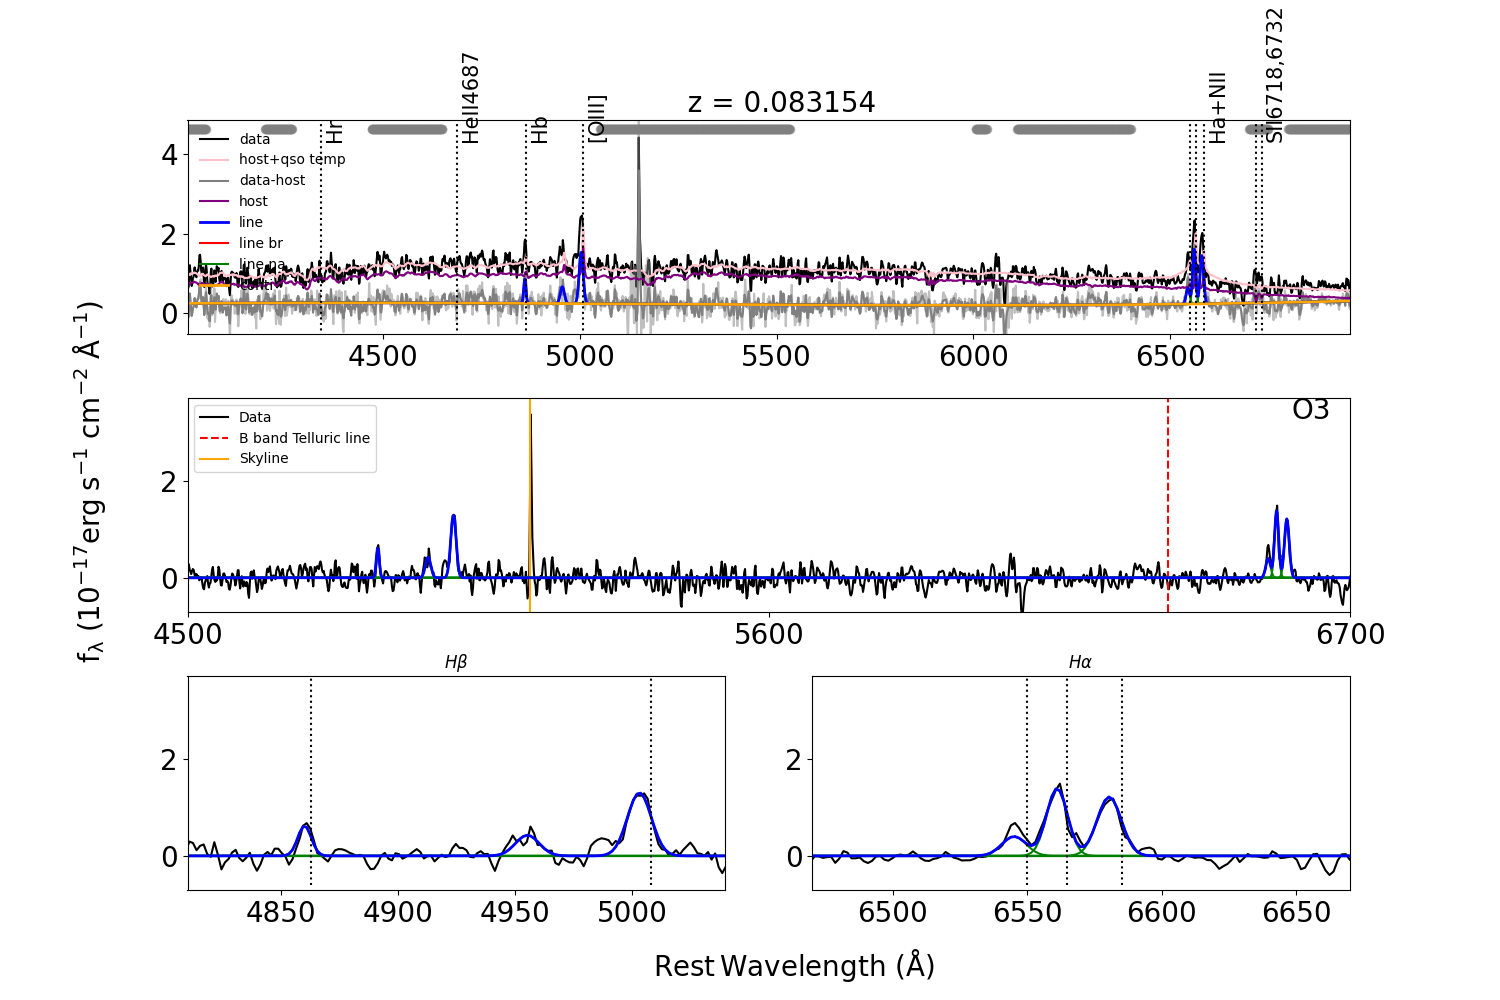 z = 0.083154
Hr
HeII4687
Hb
[OIII]
Ha+NII
SII6718,6732
data
host+qso temp
data-host
host
line
line br
line na
conti
4
2
0
4500
5000
5500
6000
6500
fλ (10⁻¹⁷erg s⁻¹ cm⁻² Å⁻¹)
O3
Data
B band Telluric line
Skyline
2
0
4500
5600
6700
Hβ
2
0
4850
4900
4950
5000
Hα
2
0
6500
6550
6600
6650
Rest Wavelength (Å)